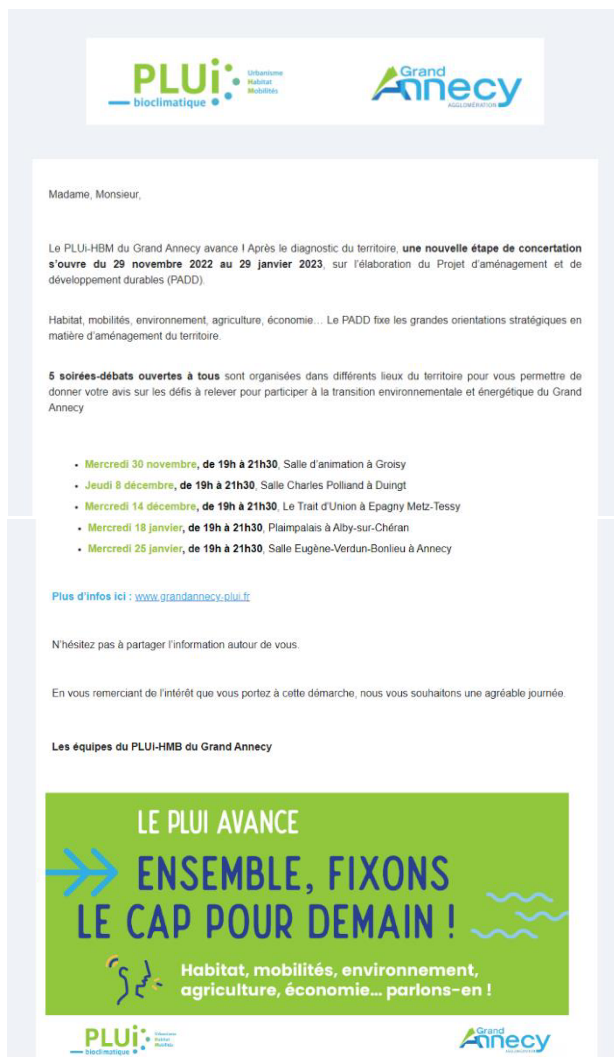 PLUi
bioclimatique
Urbanisme
Habitat
Mobilités
Grand
Annecy
AGGLOMÉRATION
Madame, Monsieur,
Le PLUi-HBM du Grand Annecy avance ! Après le diagnostic du territoire, une nouvelle étape de concertation
s'ouvre du 29 novembre 2022 au 29 janvier 2023, sur l'élaboration du Projet d'aménagement et de
développement durables (PADD).
Habitat, mobilités, environnement, agriculture, économie… Le PADD fixe les grandes orientations stratégiques en
matière d'aménagement du territoire.
5 soirées-débats ouvertes à tous sont organisées dans différents lieux du territoire pour vous permettre de
donner votre avis sur les défis à relever pour participer à la transition environnementale et énergétique du Grand
Annecy
• Mercredi 30 novembre, de 19h à 21h30, Salle d'animation à Groisy
• Jeudi 8 décembre, de 19h à 21h30, Salle Charles Polliand à Duingt
• Mercredi 14 décembre, de 19h à 21h30, Le Trait d'Union à Epagny Metz-Tessy
• Mercredi 18 janvier, de 19h à 21h30, Plaimpalais à Alby-sur-Chéran
• Mercredi 25 janvier, de 19h à 21h30, Salle Eugène-Verdun-Bonlieu à Annecy
Plus d'infos ici : www.grandannecy-plui.fr
N'hésitez pas à partager l'information autour de vous.
En vous remerciant de l'intérêt que vous portez à cette démarche, nous vous souhaitons une agréable journée.
Les équipes du PLUi-HMB du Grand Annecy
LE PLUI AVANCE
ENSEMBLE, FIXONS
LE CAP POUR DEMAIN !
Habitat, mobilités, environnement,
agriculture, économie… parlons-en !
PLUi
bioclimatique
Urbanisme
Habitat
Mobilités
Grand
Annecy